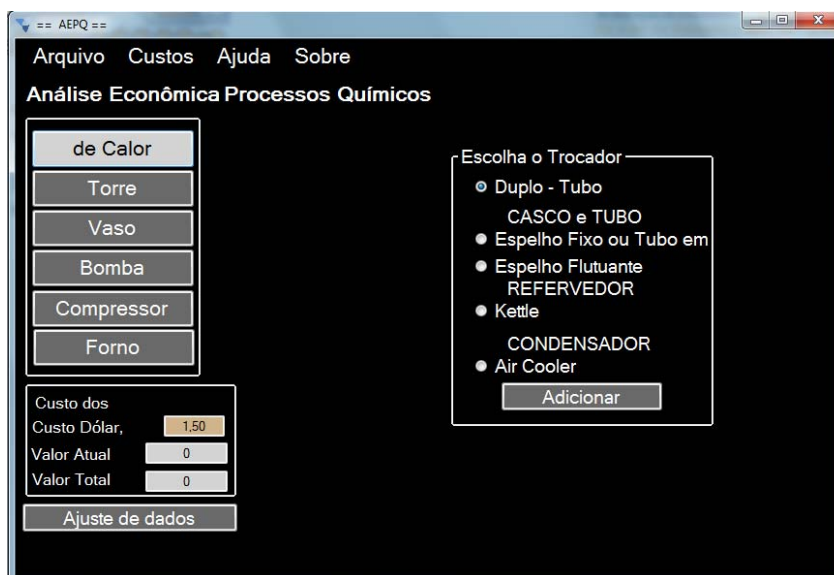 == AEPQ ==
Arquivo Custos Ajuda Sobre
Análise Econômica Processos Químicos
de Calor
Torre
Vaso
Bomba
Compressor
Forno
Custo dos
Custo Dólar, 1,50
Valor Atual 0
Valor Total 0
Ajuste de dados
Escolha o Trocador
Duplo - Tubo
CASCO e TUBO
Espelho Fixo ou Tubo em
Espelho Flutuante
REFERVEDOR
Kettle
CONDENSADOR
Air Cooler
Adicionar